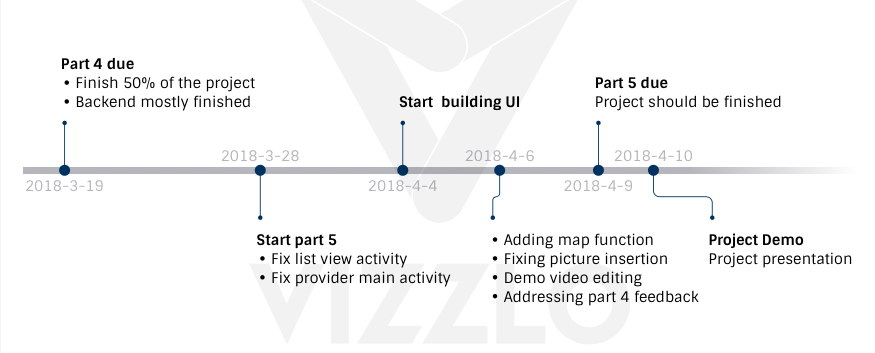 Part 4 due
• Finish 50% of the project
• Backend mostly finished
Start building UI
Part 5 due
Project should be finished
2018-3-28
2018-4-6
2018-4-10
2018-3-19
2018-4-4
2018-4-9
Start part 5
• Fix list view activity
• Fix provider main activity
• Adding map function
• Fixing picture insertion
• Demo video editing
• Addressing part 4 feedback
Project Demo
Project presentation
VIZZLO